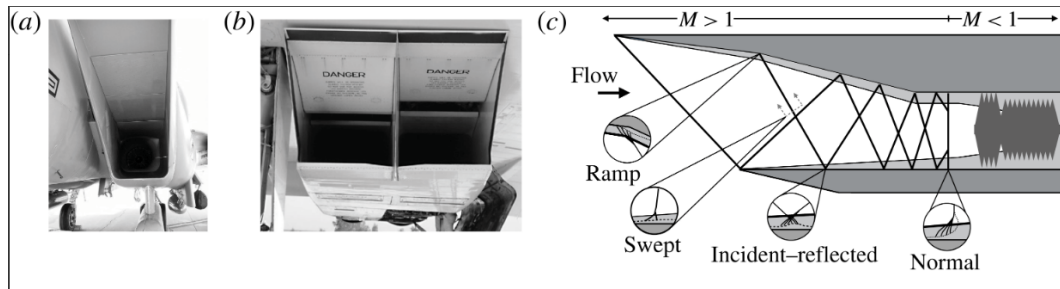 (a)
(b)
DANGER
DANGER
(c)
M > 1
M < 1
Flow
Ramp
Swept
Incident–reflected
Normal